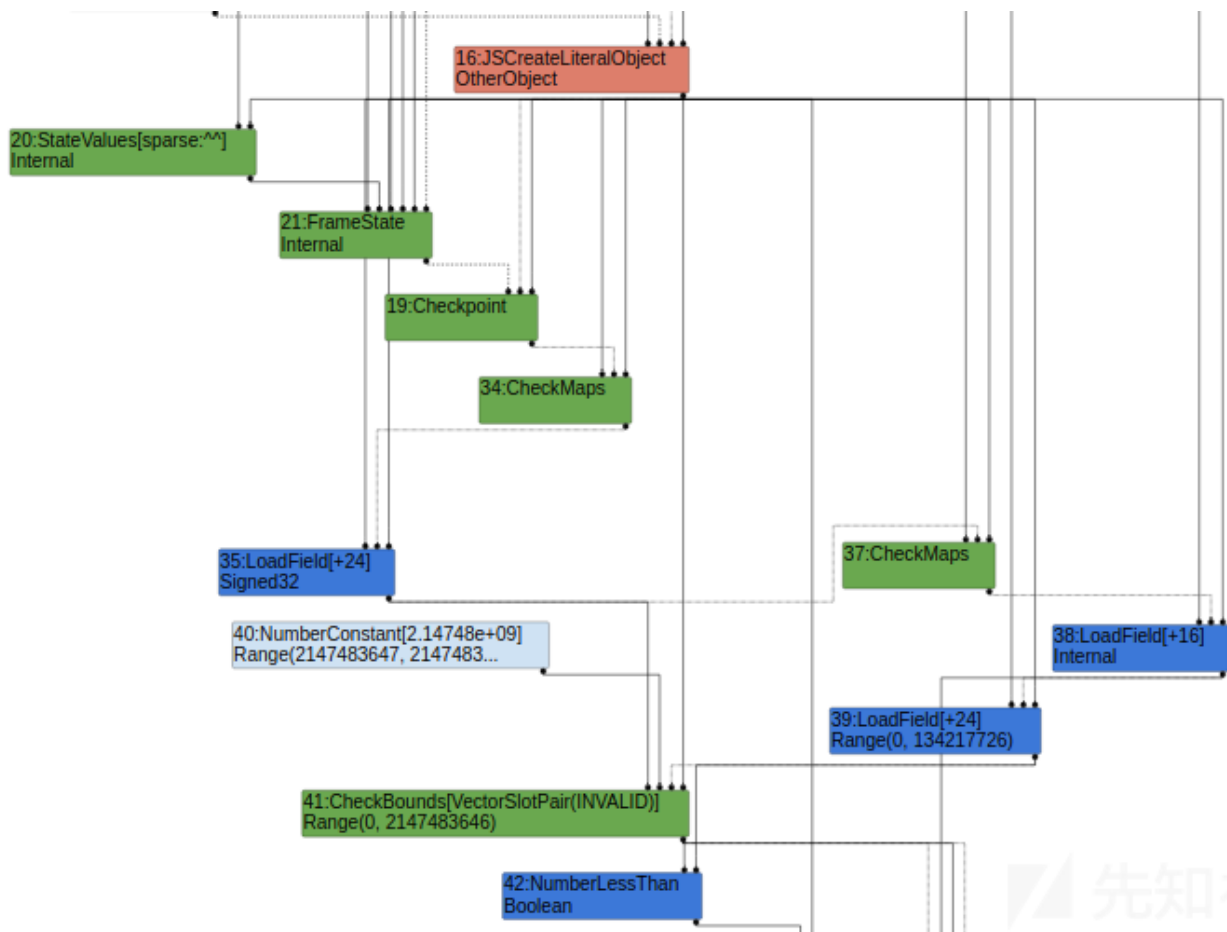 16:JSCreateLiteralObject
OtherObject
20:StateValues[sparse:^^]
Internal
21:FrameState
Internal
19:Checkpoint
34:CheckMaps
35:LoadField[+24]
Signed32
37:CheckMaps
40:NumberConstant[2.14748e+09]
Range(2147483647, 2147483...
38:LoadField[+16]
Internal
39:LoadField[+24]
Range(0, 134217726)
41:CheckBounds[VectorSlotPair(INVALID)]
Range(0, 2147483646)
42:NumberLessThan
Boolean
先知